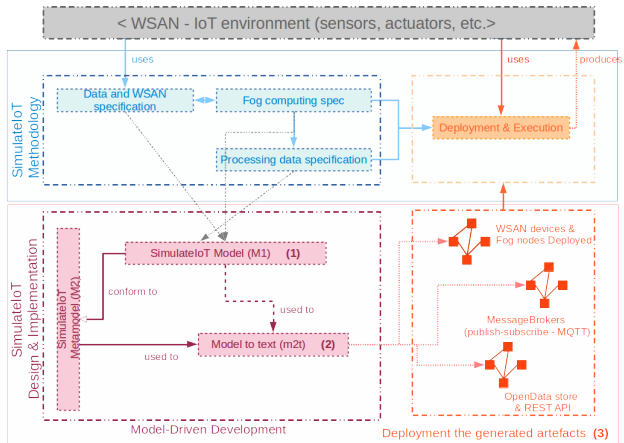 < WSAN - IoT environment (sensors, actuators, etc.>
uses
uses
produces
SimulateIoT
Methodology
Data and WSAN
specification
Fog computing spec
Processing data specification
Deployment & Execution
SimulateIoT
Design & Implementation
SimulateIoT
Metamodel (M2)
SimulateIoT Model (M1) (1)
conform to
used to
Model to text (m2t) (2)
used to
Model-Driven Development
WSAN devices &
Fog nodes Deployed
MessageBrokers
(publish-subscribe - MQTT)
OpenData store
& REST API
Deployment the generated artefacts (3)